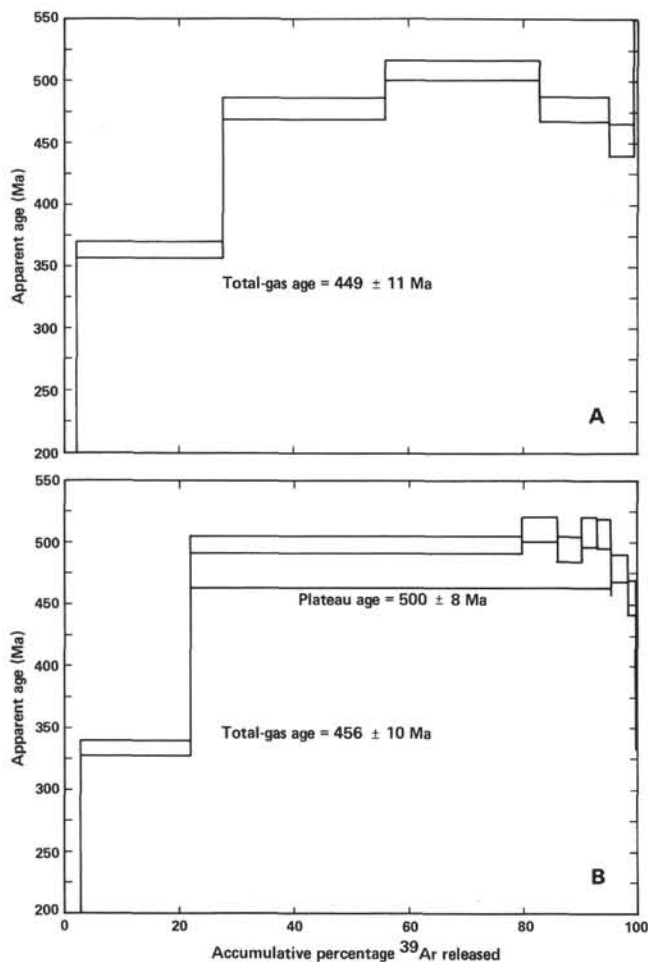 550
500
450
400
350
300
250
200
Apparent age (Ma)
Total-gas age = 449 ± 11 Ma
A
550
500
450
400
350
300
250
200
Apparent age (Ma)
Plateau age = 500 ± 8 Ma
Total-gas age = 456 ± 10 Ma
B
0 20 40 60 80 100
Accumulative percentage ³⁹Ar released